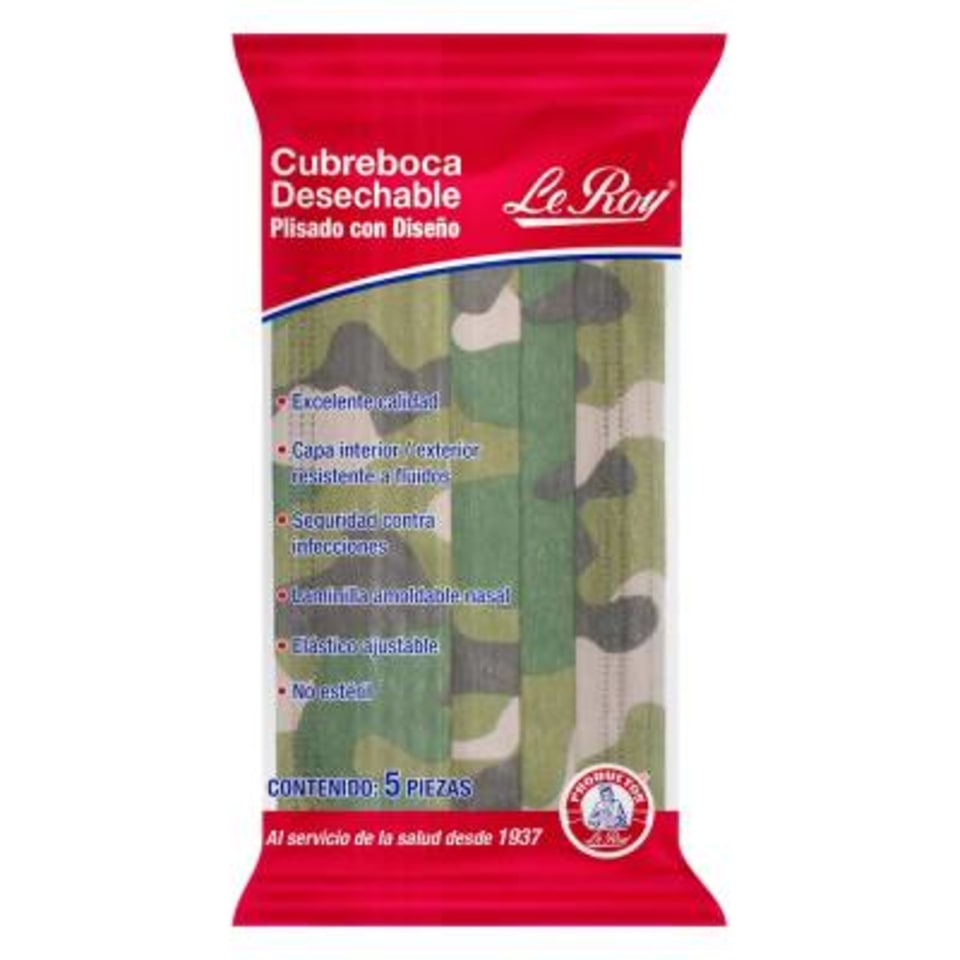 Cubreboca
Desechable
Plisado con Diseño
Le Roy®
• Excelente calidad
• Capa interior / exterior
resistente a fluidos
• Seguridad contra
infecciones
• Laminilla amoldable nasal
• Elástico ajustable
• No estéril
CONTENIDO: 5 PIEZAS
PRODUCTOS
Le Roy
Al servicio de la salud desde 1937